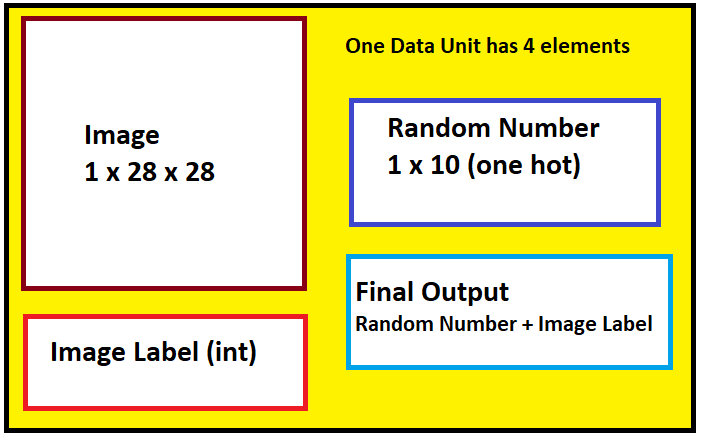 One Data Unit has 4 elements
Image
1 x 28 x 28
Random Number
1 x 10 (one hot)
Image Label (int)
Final Output
Random Number + Image Label